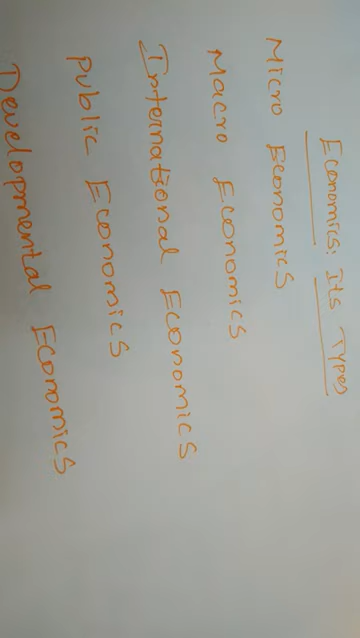 Economics: Its Types
Micro Economics
Macro Economics
International Economics
Public Economics
Developmental Economics